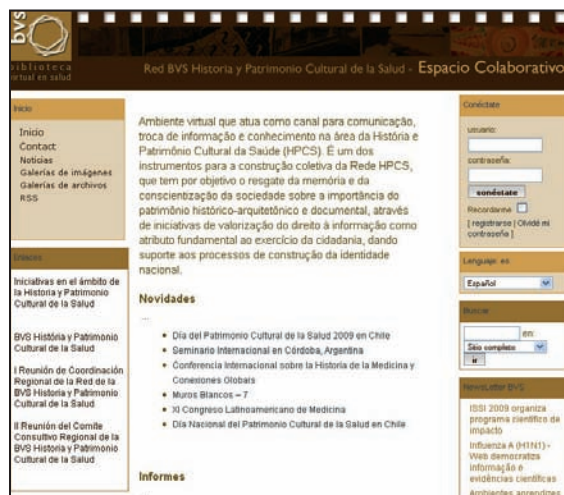 bvs
biblioteca
virtual en salud
Red BVS Historia y Patrimonio Cultural de la Salud - Espacio Colaborativo
Inicio
Inicio
Contact
Noticias
Galerías de imágenes
Galerías de archivos
RSS
Enlaces
Iniciativas en el ámbito de
la Historia y Patrimonio
Cultural de la Salud
BVS História y Patrimonio
Cultural de la Salud
I Reunión de Coordinación
Regional de la Red de la
BVS Historia y Patrimonio
Cultural de la Salud
II Reunión del Comite
Consultivo Regional de la
BVS Historia y Patrimonio
Cultural de la Salud
Ambiente virtual que atua como canal para comunicação,
troca de informação e conhecimento na área da História e
Patrimônio Cultural da Saúde (HPCS). É um dos
instrumentos para a construção coletiva da Rede HPCS,
que tem por objetivo o resgate da memória e da
conscientização da sociedade sobre a importância do
patrimônio histórico-arquitetônico e documental, através
de iniciativas de valorização do direito à informação como
atributo fundamental ao exercício da cidadania, dando
suporte aos processos de construção da identidade
nacional.
Novidades
...
Día del Patrimonio Cultural de la Salud 2009 en Chile
Seminario Internacional en Córdoba, Argentina
Conferencia Internacional sobre la Historia de la Medicina y
Conexiones Globars
Muros Blancos – 7
XI Congreso Latinoamericano de Medicina
Día Nacional del Patrimonio Cultural de la Salud en Chile
Informes
Conéctate
usuario:
contraseña:
sonéstate
Recordarme
[ registrarse | Olvidé mi
contraseña ]
Lenguaje: es
Español
Buscar
en:
Sitio completo
ir
NewsLetter BVS
ISSI 2009 organiza
programa científico de
impacto
Influenza A (H1N1) -
Web democratiza
información e
evidências científicas
Ambientes aprendizes